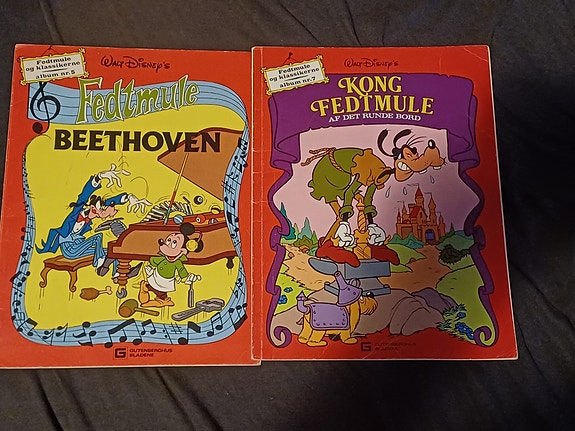 Fedtmule
og klassikerne
album nr. 5
Walt Disney's
Fedtmule
BEETHOVEN
G GUTENBERGHUS
BLADENE
Fedtmule
og klassikerne
album nr. 7
Walt Disney's
KONG
FEDTMULE
AF DET RUNDE BORD
G GUTENBERGHUS
BLADENE